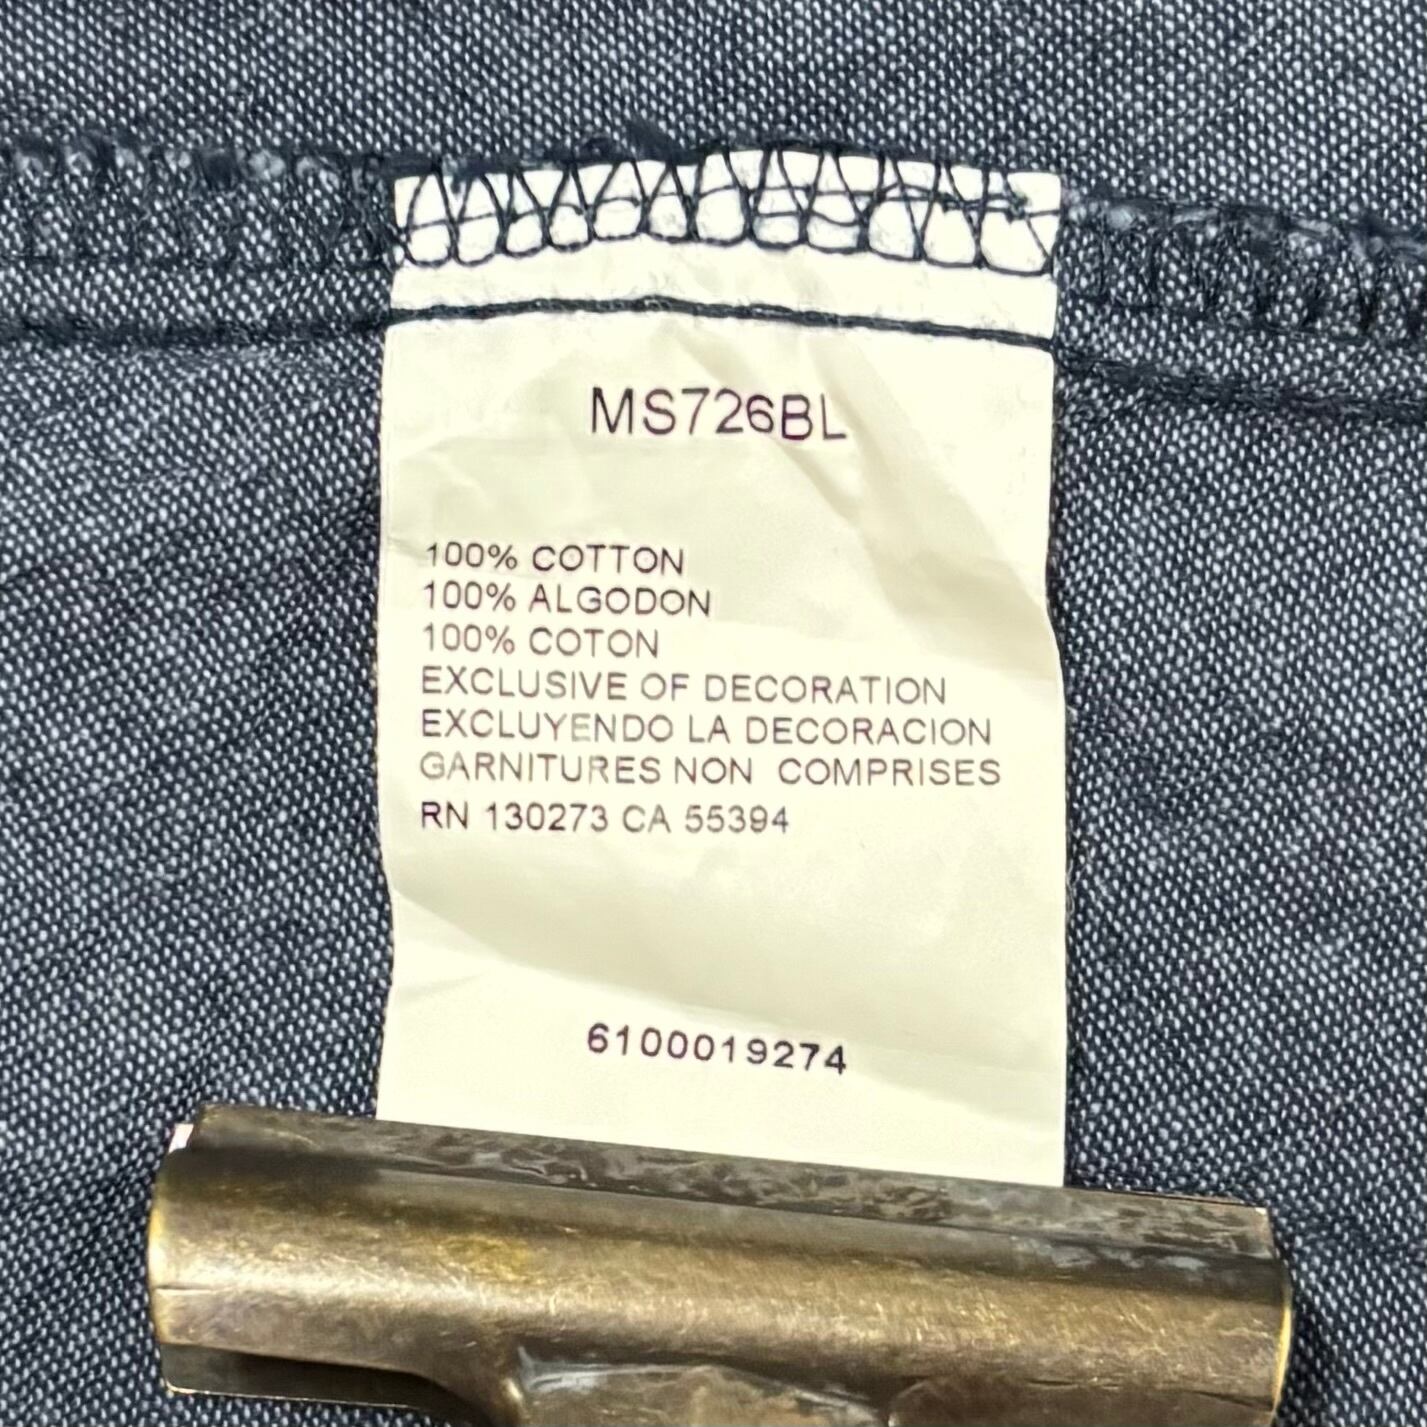 MS726BL
100% COTTON
100% ALGODON
100% COTON
EXCLUSIVE OF DECORATION
EXCLUYENDO LA DECORACION
GARNITURES NON COMPRISES
RN 130273 CA 55394
6100019274